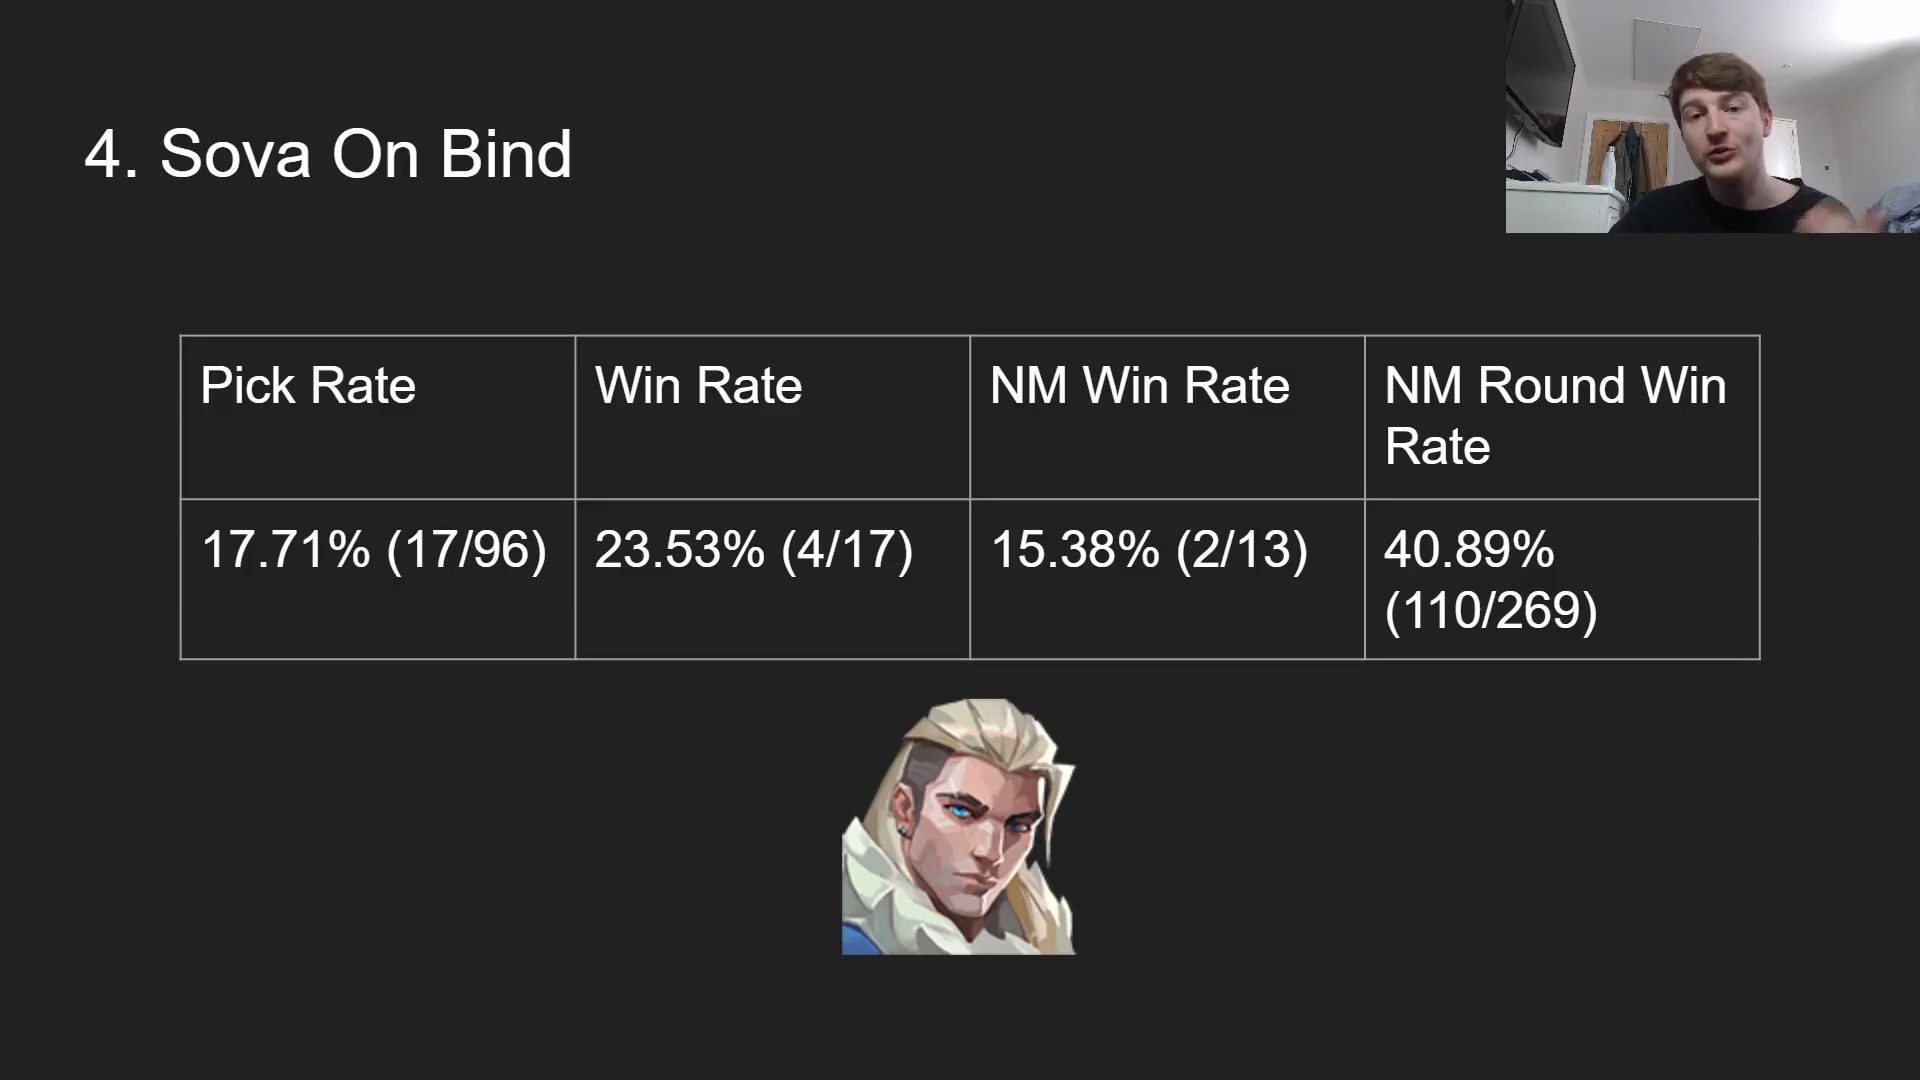 4. Sova On Bind
Pick Rate
Win Rate
NM Win Rate
NM Round Win
Rate
17.71% (17/96)
23.53% (4/17)
15.38% (2/13)
40.89%
(110/269)